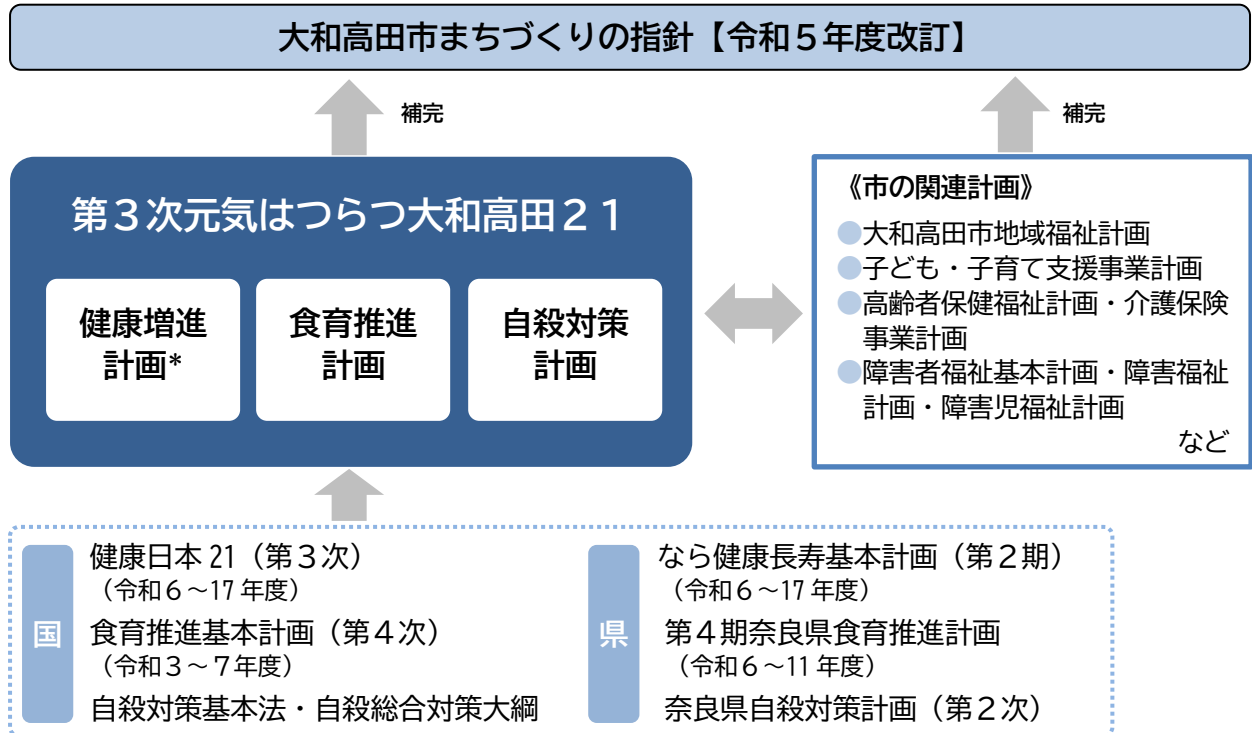 大和高田市まちづくりの指針【令和５年度改訂】
補完
補完
第３次元気はつらつ大和高田２１
健康増進
計画*
食育推進
計画
自殺対策
計画
《市の関連計画》
●大和高田市地域福祉計画
●子ども・子育て支援事業計画
●高齢者保健福祉計画・介護保険
事業計画
●障害者福祉基本計画・障害福祉
計画・障害児福祉計画
など
国
健康日本 21（第３次）
（令和６～17 年度）
食育推進基本計画（第４次）
（令和３～７年度）
自殺対策基本法・自殺総合対策大綱
県
なら健康長寿基本計画（第２期）
（令和６～17 年度）
第４期奈良県食育推進計画
（令和６～11 年度）
奈良県自殺対策計画（第２次）